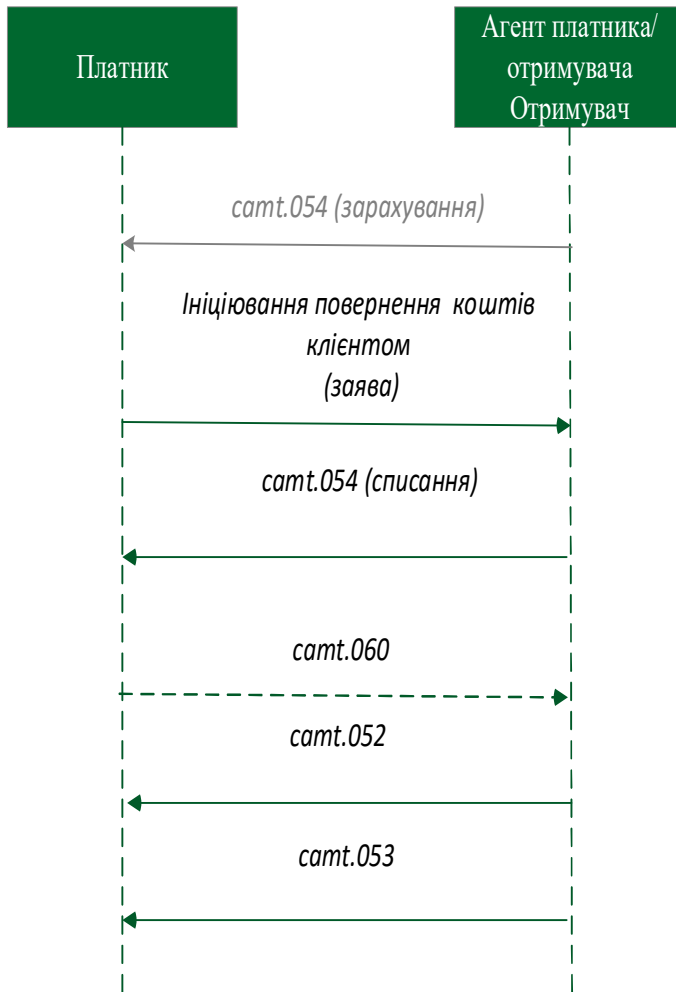 Платник
Агент платника/
отримувача
Отримувач
camt.054 (зарахування)
Ініціювання повернення коштів
клієнтом
(заява)
camt.054 (списання)
camt.060
camt.052
camt.053